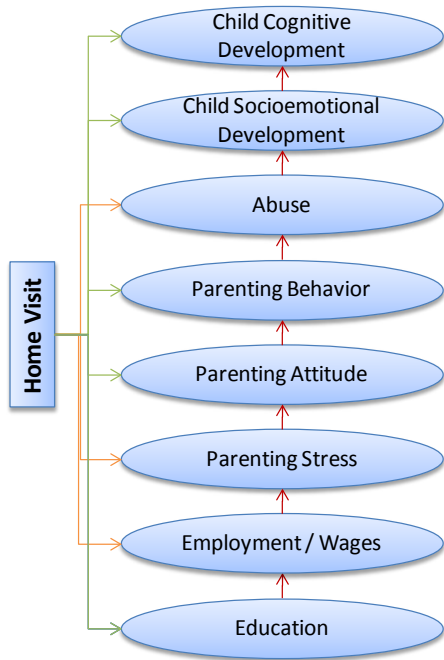 Child Cognitive
Development
Child Socioemotional
Development
Abuse
Parenting Behavior
Home Visit
Parenting Attitude
Parenting Stress
Employment / Wages
Education